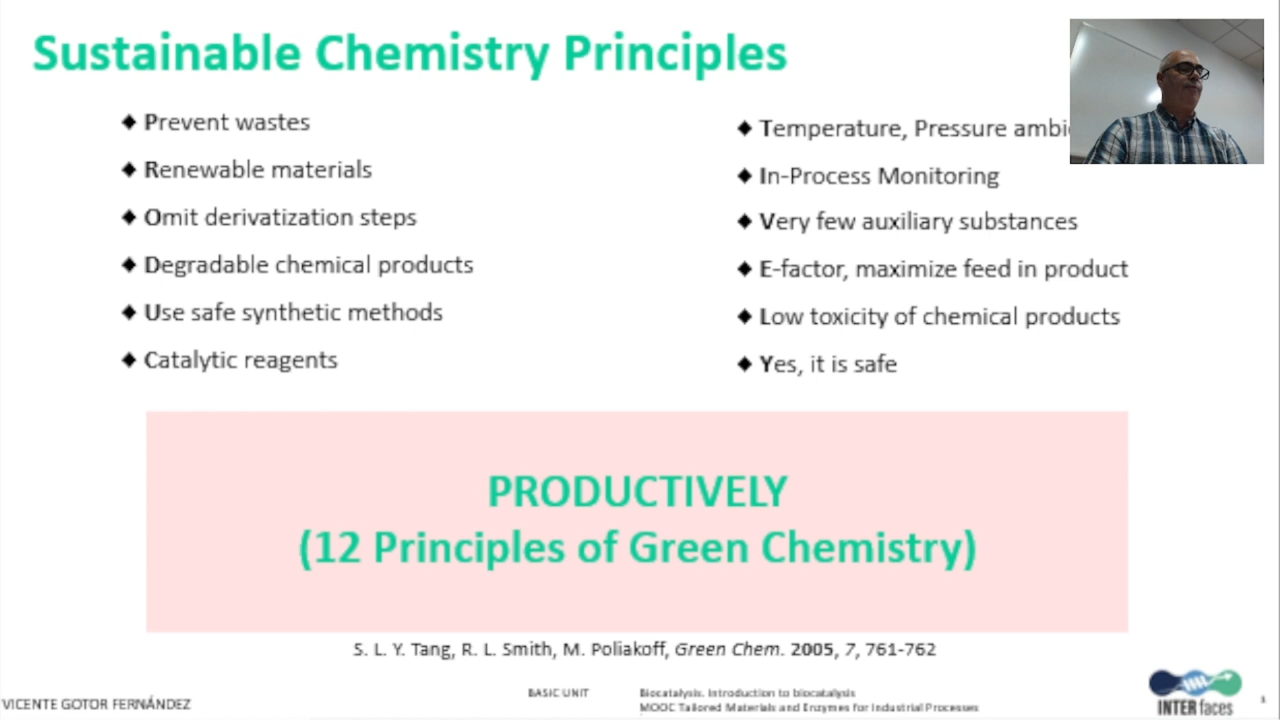 Sustainable Chemistry Principles
◆ Prevent wastes
◆ Renewable materials
◆ Omit derivatization steps
◆ Degradable chemical products
◆ Use safe synthetic methods
◆ Catalytic reagents
◆ Temperature, Pressure ambi
◆ In-Process Monitoring
◆ Very few auxiliary substances
◆ E-factor, maximize feed in product
◆ Low toxicity of chemical products
◆ Yes, it is safe
PRODUCTIVELY
(12 Principles of Green Chemistry)
S. L. Y. Tang, R. L. Smith, M. Poliakoff, Green Chem. 2005, 7, 761-762
VICENTE GOTOR FERNÁNDEZ
BASIC UNIT
Biocatalysis. Introduction to biocatalysis
MOOC Tailored Materials and Enzymes for Industrial Processes
INTERfaces